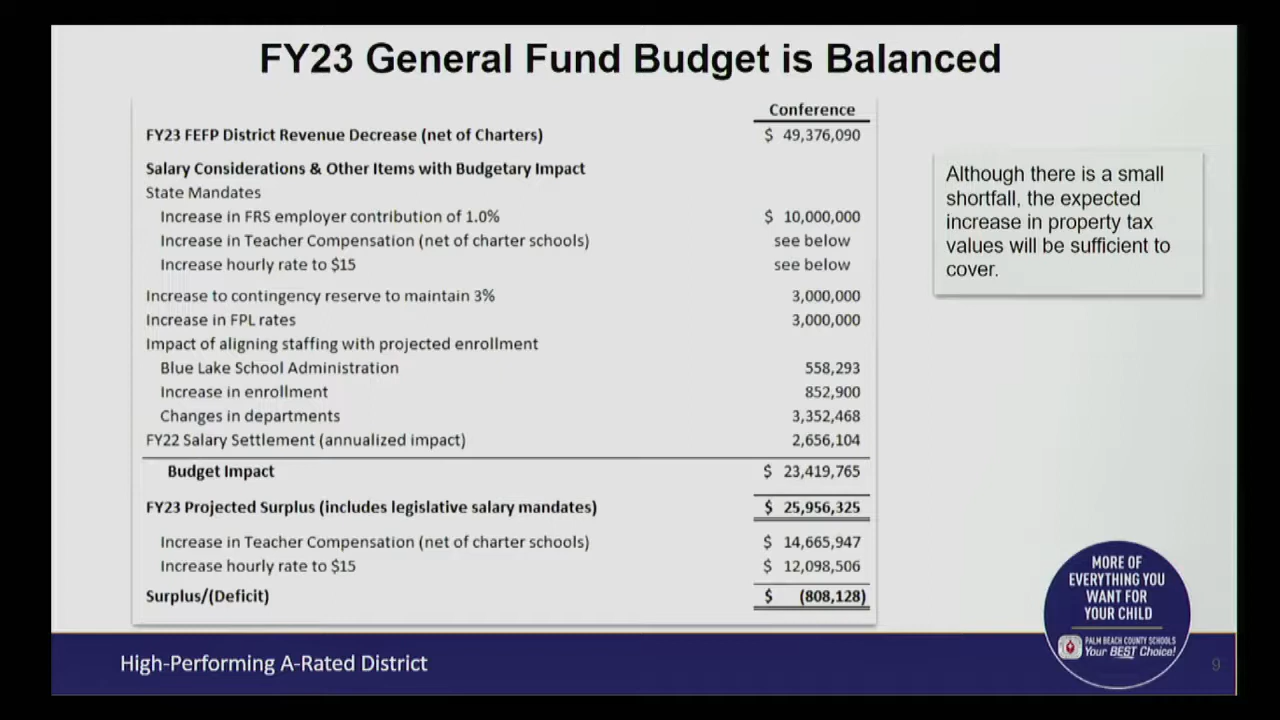 FY23 General Fund Budget is Balanced
Conference
FY23 FEFP District Revenue Decrease (net of Charters) $ 49,376,090
Salary Considerations & Other Items with Budgetary Impact
State Mandates
Increase in FRS employer contribution of 1.0% $ 10,000,000
Increase in Teacher Compensation (net of charter schools) see below
Increase hourly rate to $15 see below
Increase to contingency reserve to maintain 3% 3,000,000
Increase in FPL rates 3,000,000
Impact of aligning staffing with projected enrollment
Blue Lake School Administration 558,293
Increase in enrollment 852,900
Changes in departments 3,352,468
FY22 Salary Settlement (annualized impact) 2,656,104
Budget Impact $ 23,419,765
FY23 Projected Surplus (includes legislative salary mandates) $ 25,956,325
Increase in Teacher Compensation (net of charter schools) $ 14,665,947
Increase hourly rate to $15 $ 12,098,506
Surplus/(Deficit) $ (808,128)
Although there is a small
shortfall, the expected
increase in property tax
values will be sufficient to
cover.
MORE OF
EVERYTHING YOU
WANT FOR
YOUR CHILD
PALM BEACH COUNTY SCHOOLS
Your BEST Choice!
High-Performing A-Rated District
9